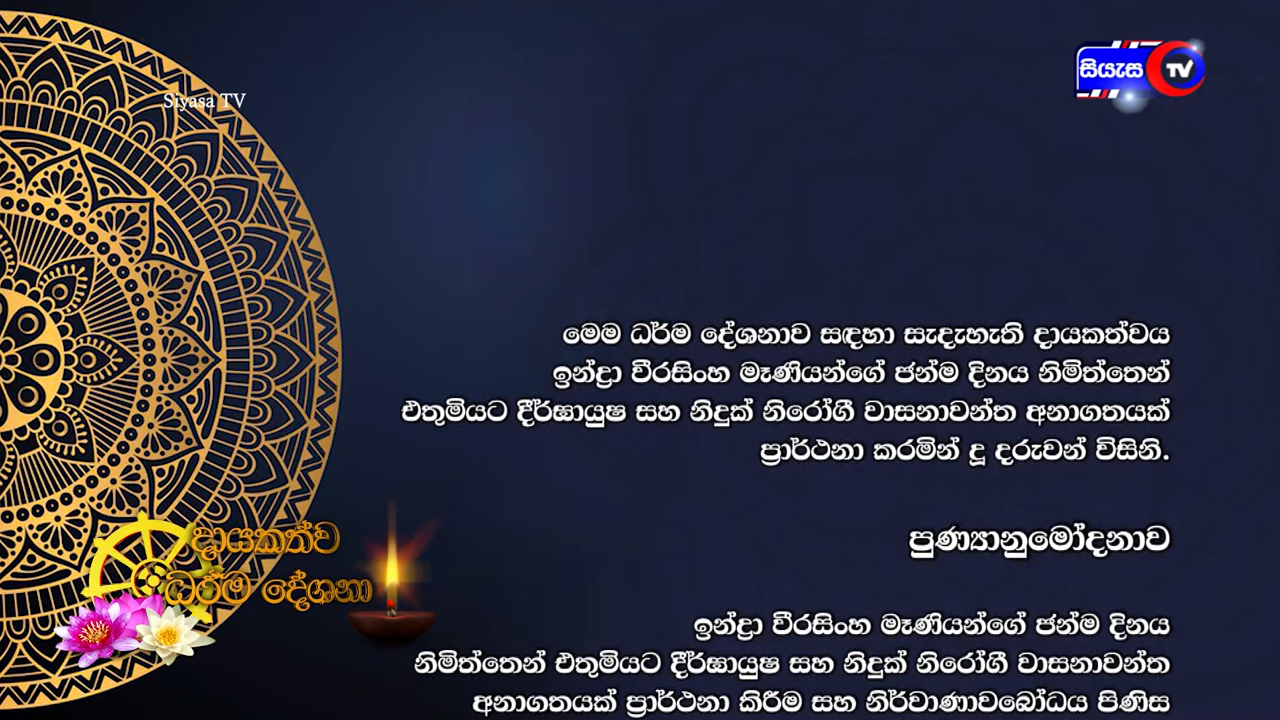 Siyasa TV
සියැස TV
මෙම ධර්ම දේශනාව සඳහා සැදැහැති දායකත්වය
ඉන්ද්‍රා වීරසිංහ මෑණියන්ගේ ජන්ම දිනය නිමිත්තෙන්
එතුමියට දීර්ඝායුෂ සහ නිදුක් නිරෝගී වාසනාවන්ත අනාගතයක්
ප්‍රාර්ථනා කරමින් දූ දරුවන් විසිනි.
පුණ්‍යානුමෝදනාව
ඉන්ද්‍රා වීරසිංහ මෑණියන්ගේ ජන්ම දිනය
නිමිත්තෙන් එතුමියට දීර්ඝායුෂ සහ නිදුක් නිරෝගී වාසනාවන්ත
අනාගතයක් ප්‍රාර්ථනා කිරීම සහ නිර්වාණාවබෝධය පිණිස
දායකත්ව
ධර්ම දේශනා